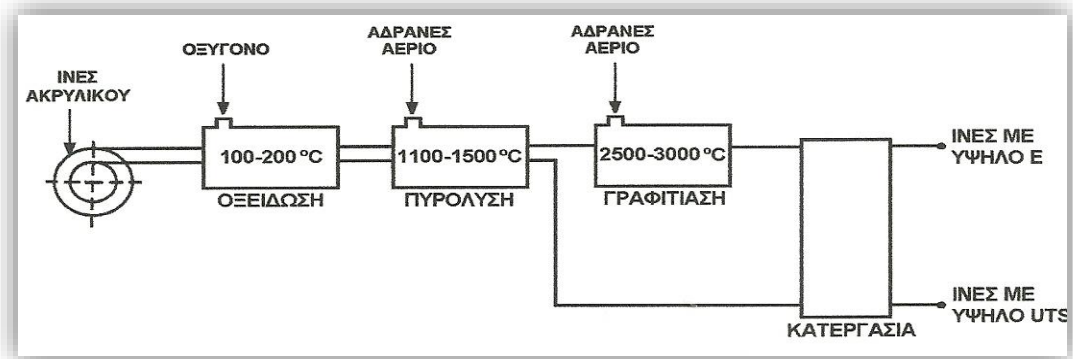 ΙΝΕΣ
ΑΚΡΥΛΙΚΟΥ
ΟΞΥΓΟΝΟ
100-200 ºC
ΟΞΕΙΔΩΣΗ
ΑΔΡΑΝΕΣ
ΑΕΡΙΟ
1100-1500 ºC
ΠΥΡΟΛΥΣΗ
ΑΔΡΑΝΕΣ
ΑΕΡΙΟ
2500-3000 ºC
ΓΡΑΦΙΤΙΑΣΗ
ΚΑΤΕΡΓΑΣΙΑ
ΙΝΕΣ ΜΕ
ΥΨΗΛΟ Ε
ΙΝΕΣ ΜΕ
ΥΨΗΛΟ UTS